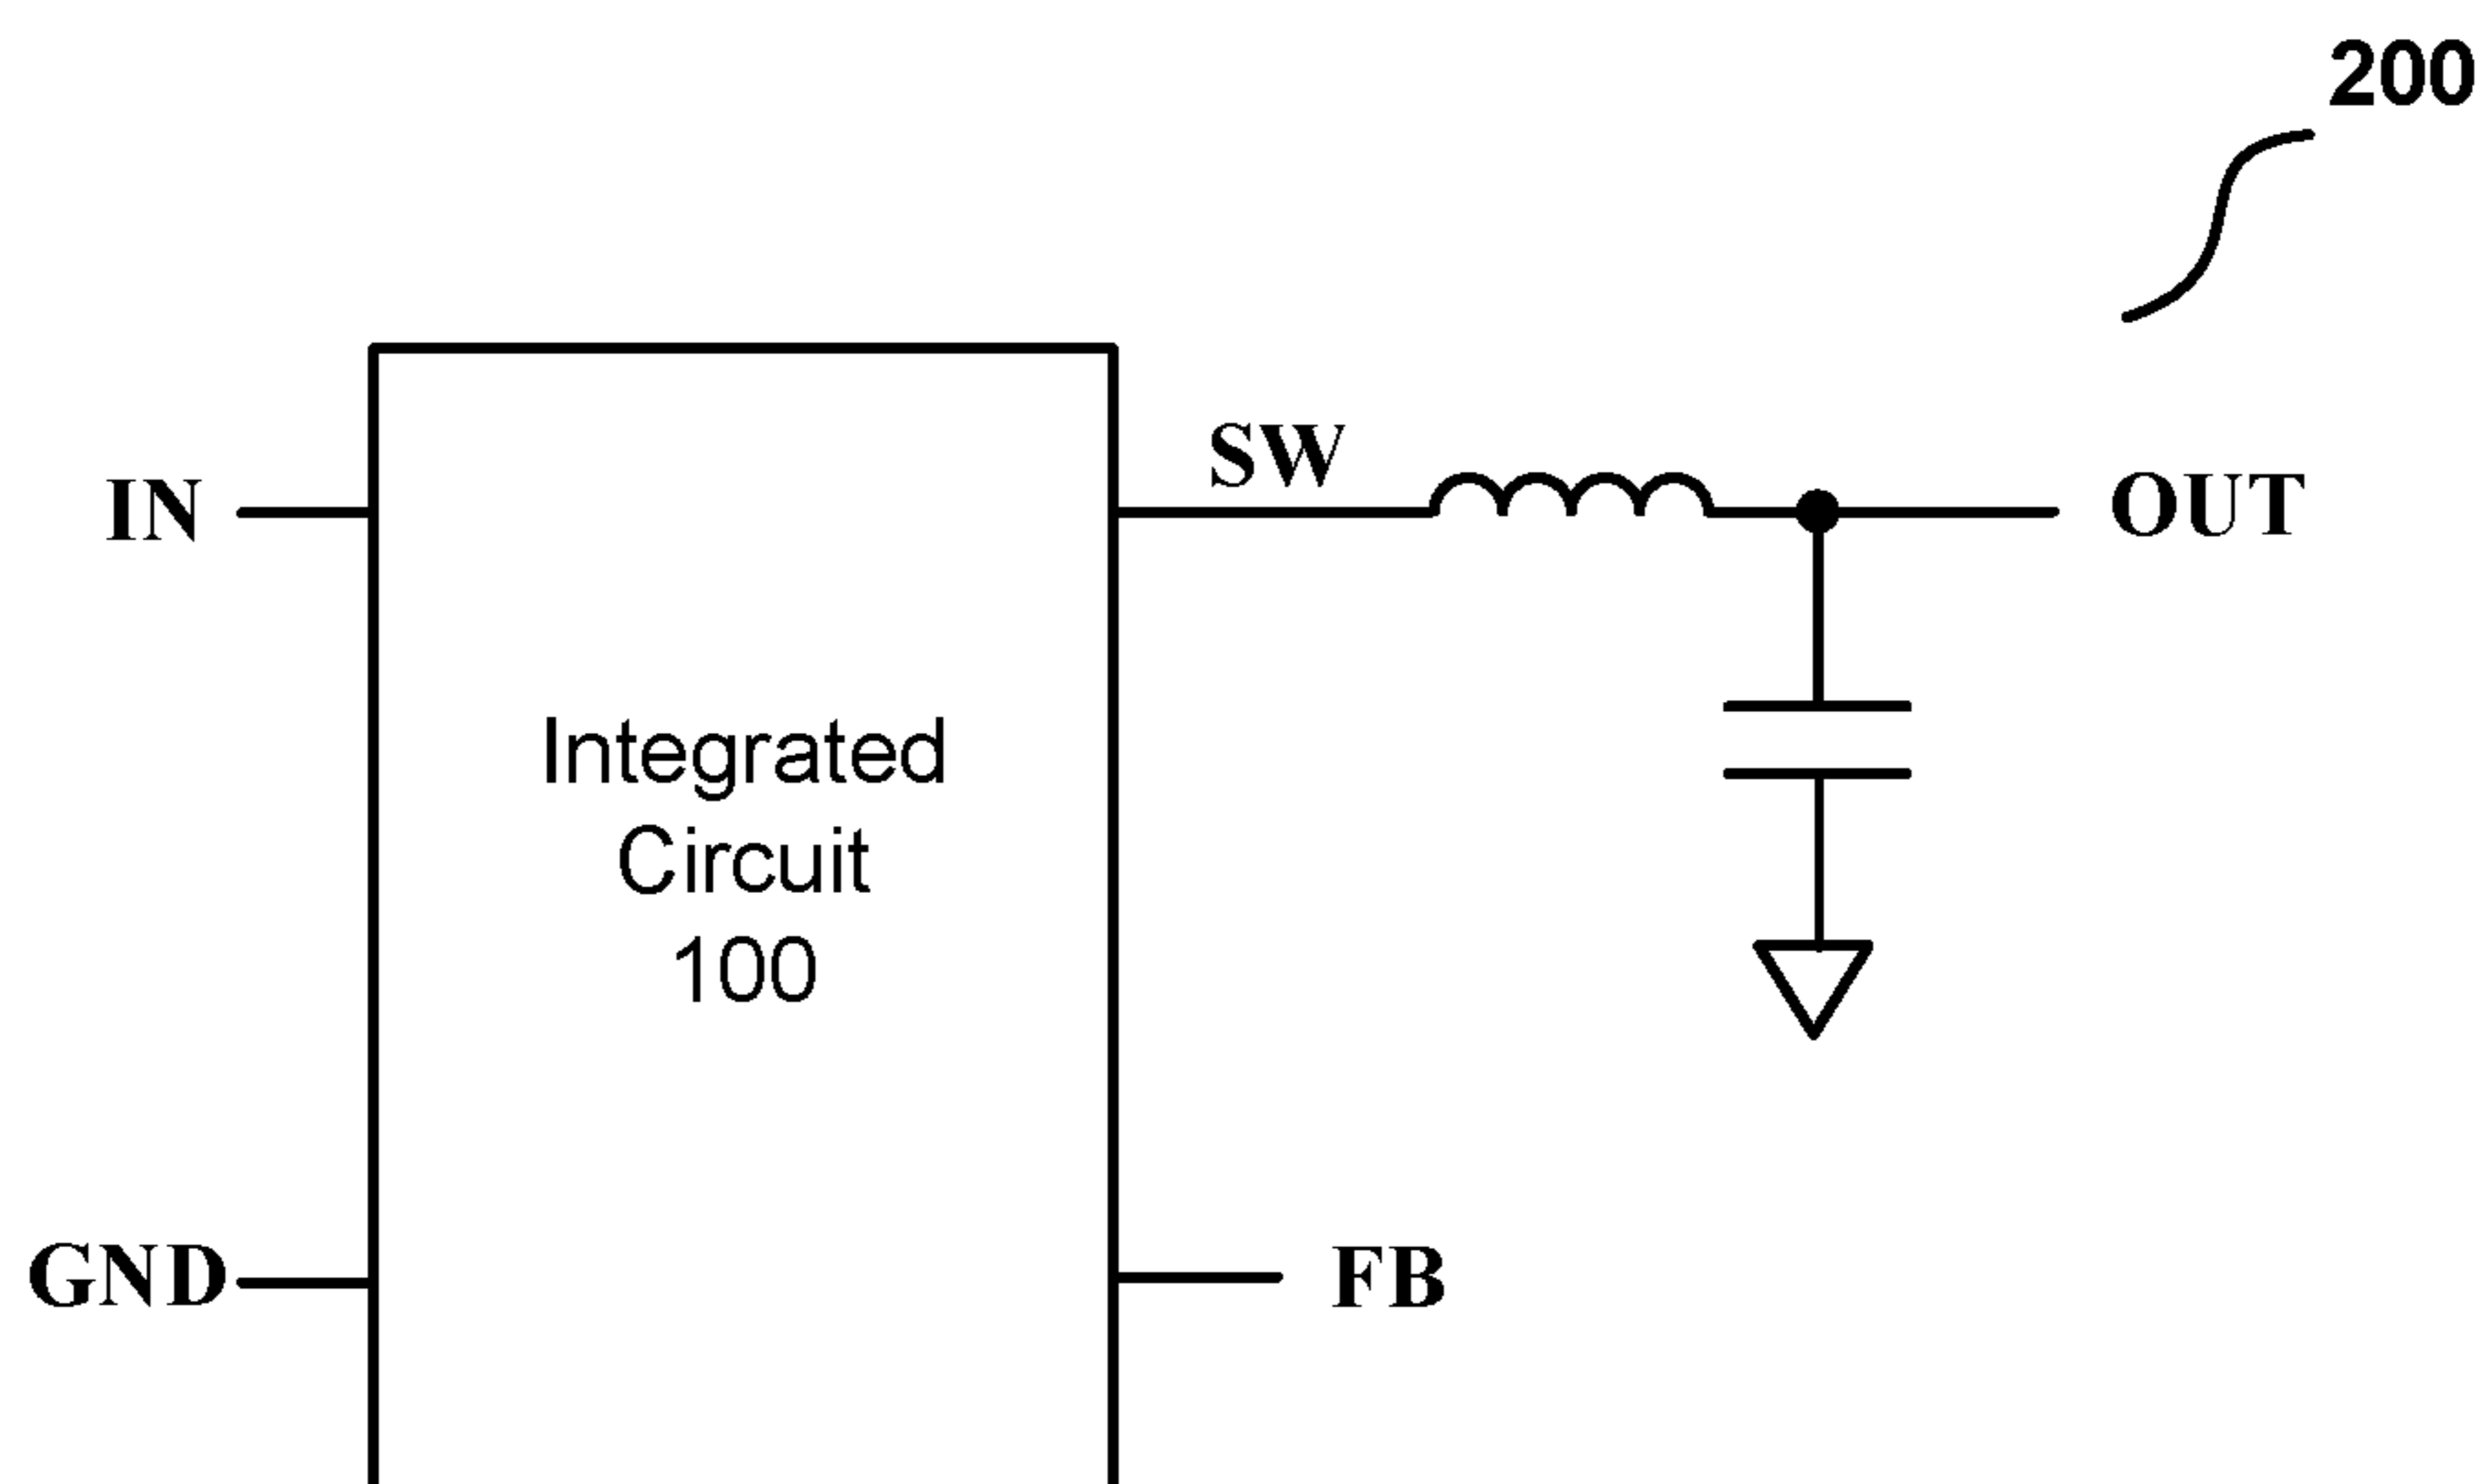 200
SW
IN
OUT
Integrated
Circuit
100
GND
FB